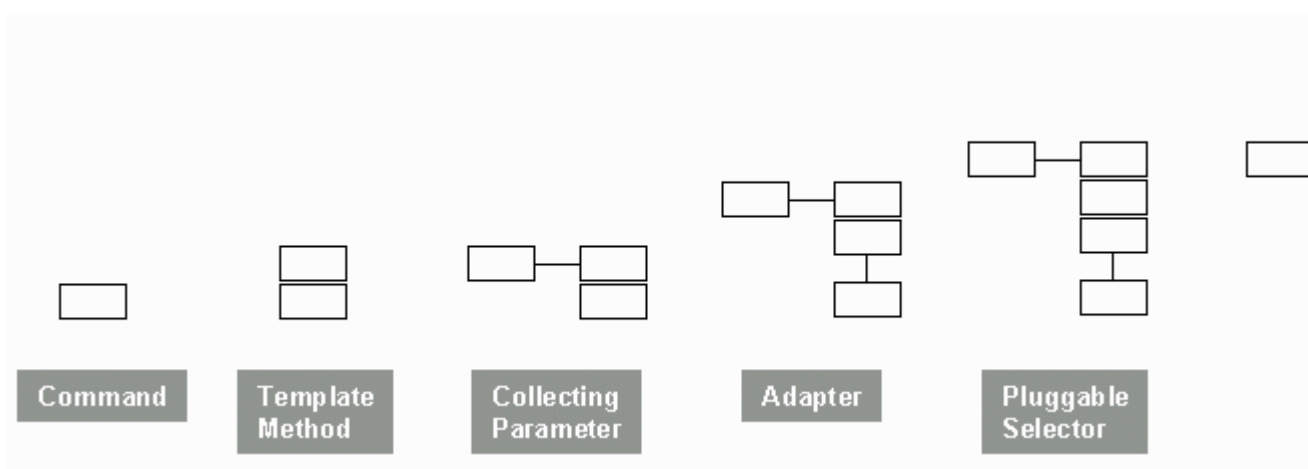 Command
Template
Method
Collecting
Parameter
Adapter
Pluggable
Selector